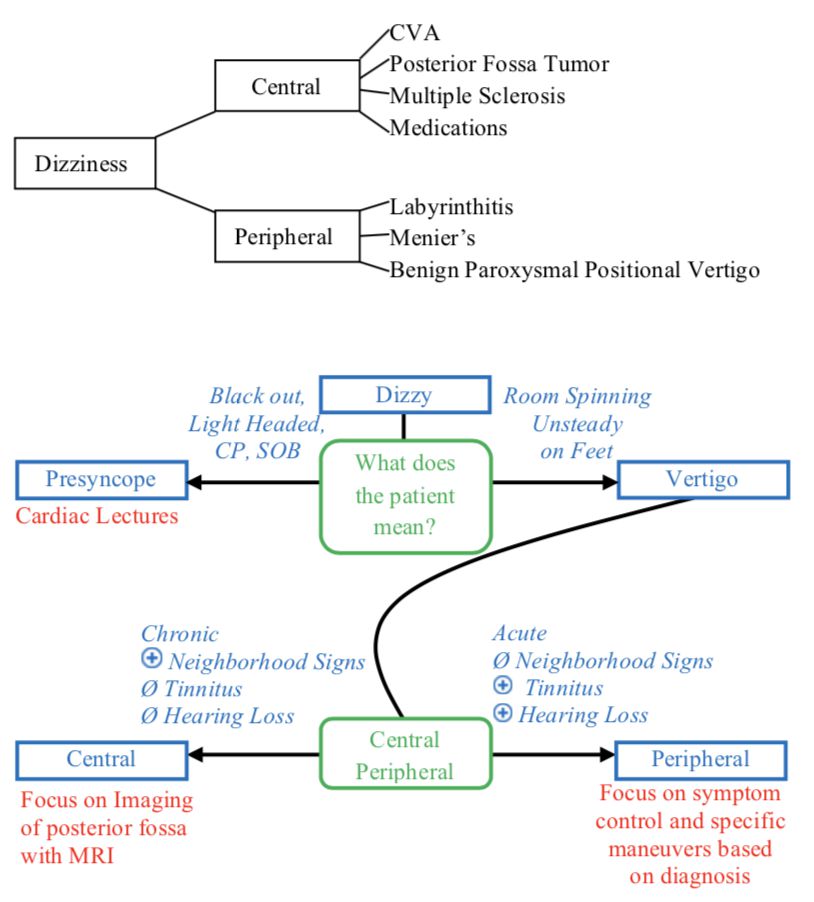 CVA
Posterior Fossa Tumor
Central
Multiple Sclerosis
Medications
Dizziness
Labyrinthitis
Peripheral
Menier’s
Benign Paroxysmal Positional Vertigo
Dizzy
Black out,
Light Headed,
CP, SOB
Room Spinning
Unsteady
on Feet
What does
the patient
mean?
Presyncope
Cardiac Lectures
Vertigo
Chronic
⊕ Neighborhood Signs
Ø Tinnitus
Ø Hearing Loss
Acute
Ø Neighborhood Signs
⊕ Tinnitus
⊕ Hearing Loss
Central
Peripheral
Central
Focus on Imaging
of posterior fossa
with MRI
Peripheral
Focus on symptom
control and specific
maneuvers based
on diagnosis